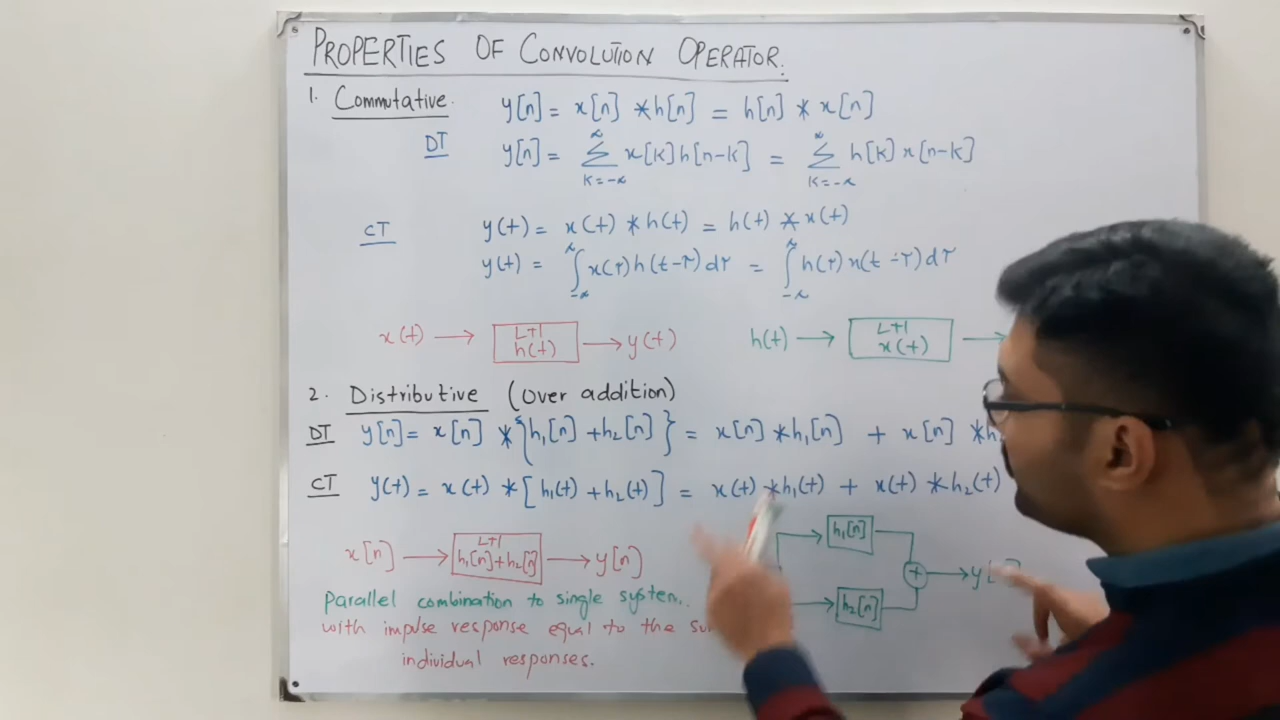 PROPERTIES OF CONVOLUTION OPERATOR.
1. Commutative. y[n] = x[n] * h[n] = h[n] * x[n]
DT y[n] = ∑ x[k]h[n-k] = ∑ h[k]x[n-k]
k=-∞ k=-∞
CT y(t) = x(t) * h(t) = h(t) * x(t)
y(t) = ∫ x(τ)h(t-τ)dτ = ∫ h(τ)x(t-τ)dτ
x(t) → LTI h(t) → y(t) h(t) → LTI x(t) →
2. Distributive (over addition)
DT y[n] = x[n] * {h₁[n] + h₂[n]} = x[n] * h₁[n] + x[n] * h
CT y(t) = x(t) * [h₁(t) + h₂(t)] = x(t) * h₁(t) + x(t) * h₂(t)
x[n] → LTI h₁[n]+h₂[n] → y[n] h₁[n] + → y[ h₂[n]
Parallel combination to single system.
with impuse response equal to the
individual responses.